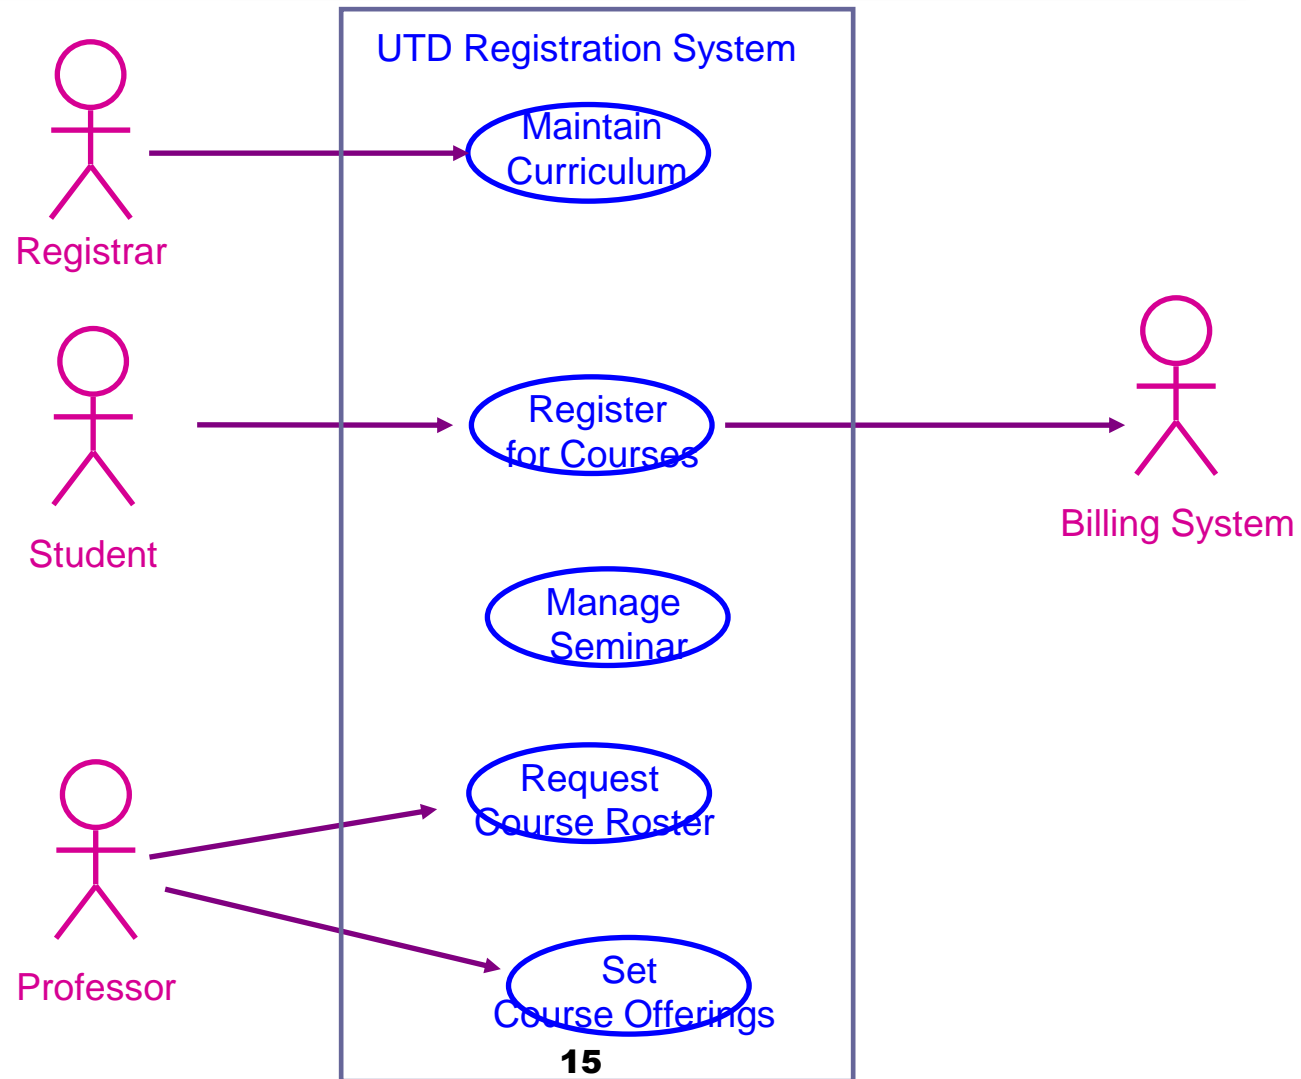 UTD Registration System
Maintain
Curriculum
Registrar
Register
for Courses
Student
Billing System
Manage
Seminar
Request
Course Roster
Professor
Set
Course Offerings
15